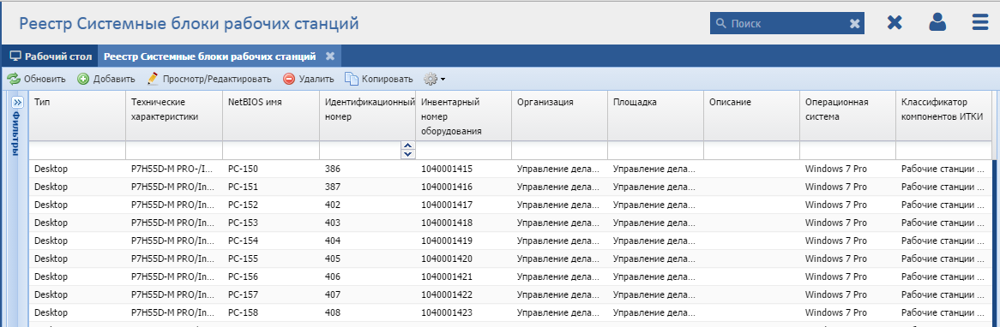 Реестр Системные блоки рабочих станций
Поиск
Рабочий стол Реестр Системные блоки рабочих станций
Обновить Добавить Просмотр/Редактировать Удалить Копировать
Фильтры
Тип Технические характеристики NetBIOS имя Идентификационный номер Инвентарный номер оборудования Организация Площадка Описание Операционная система Классификатор компонентов ИТКИ
Desktop P7H55D-M PRO-/I... PC-150 386 1040001415 Управление дела... Управление дела... Windows 7 Pro Рабочие станции ...
Desktop P7H55D-M PRO/In... PC-151 387 1040001416 Управление дела... Управление дела... Windows 7 Pro Рабочие станции ...
Desktop P7H55D-M PRO/In... PC-152 402 1040001417 Управление дела... Управление дела... Windows 7 Pro Рабочие станции ...
Desktop P7H55D-M PRO/In... PC-153 403 1040001418 Управление дела... Управление дела... Windows 7 Pro Рабочие станции ...
Desktop P7H55D-M PRO/In... PC-154 404 1040001419 Управление дела... Управление дела... Windows 7 Pro Рабочие станции ...
Desktop P7H55D-M PRO/In... PC-155 405 1040001420 Управление дела... Управление дела... Windows 7 Pro Рабочие станции ...
Desktop P7H55D-M PRO/In... PC-156 406 1040001421 Управление дела... Управление дела... Windows 7 Pro Рабочие станции ...
Desktop P7H55D-M PRO/In... PC-157 407 1040001422 Управление дела... Управление дела... Windows 7 Pro Рабочие станции ...
Desktop P7H55D-M PRO/In... PC-158 408 1040001423 Управление дела... Управление дела... Windows 7 Pro Рабочие станции ...